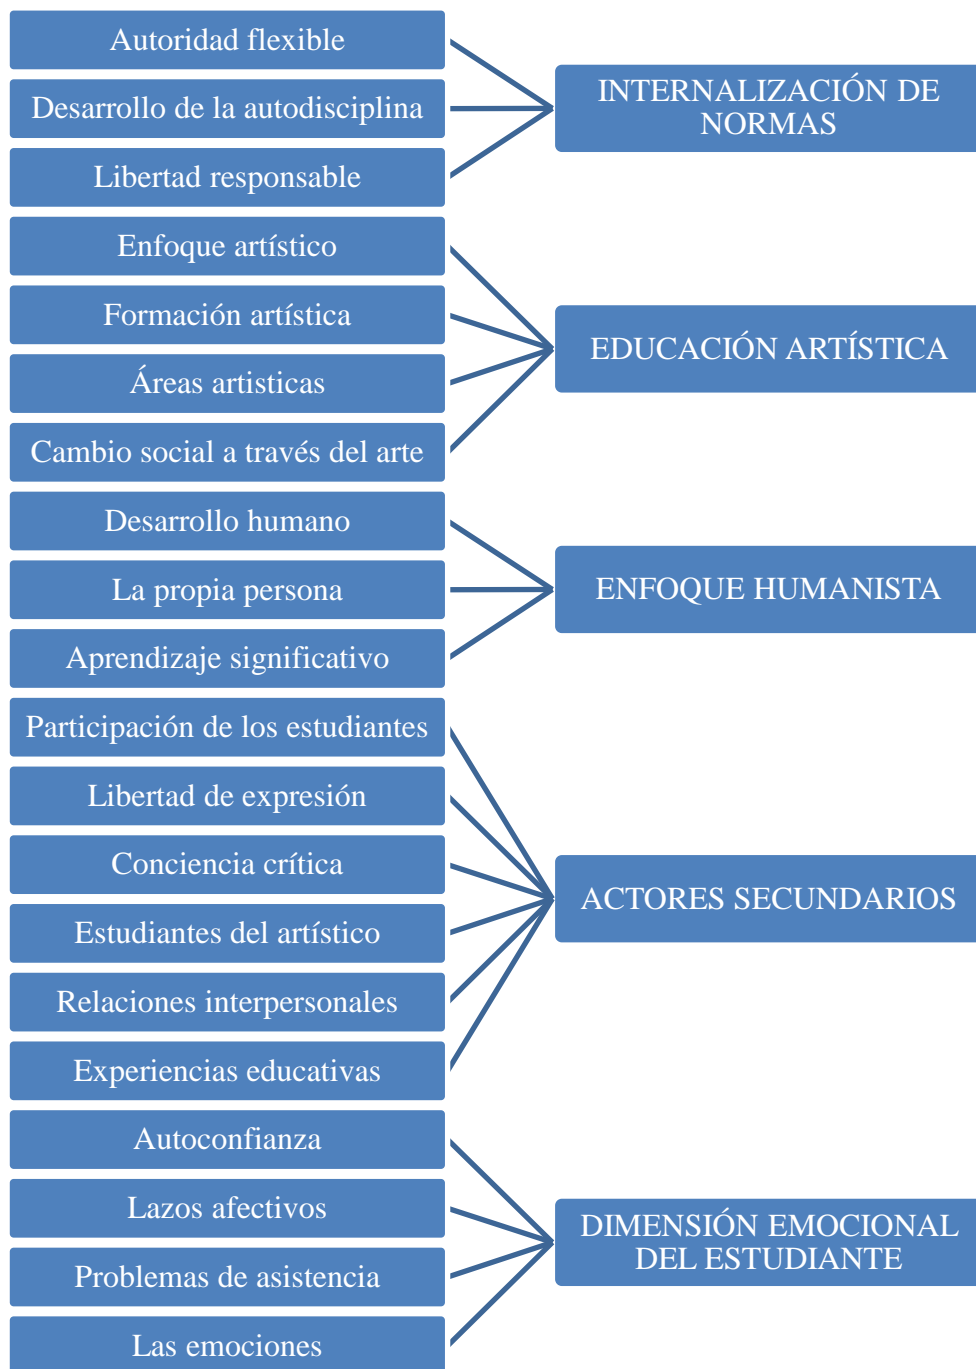 Autoridad flexible
Desarrollo de la autodisciplina
Libertad responsable
INTERNALIZACIÓN DE
NORMAS
Enfoque artístico
Formación artística
Áreas artisticas
Cambio social a través del arte
EDUCACIÓN ARTÍSTICA
Desarrollo humano
La propia persona
Aprendizaje significativo
ENFOQUE HUMANISTA
Participación de los estudiantes
Libertad de expresión
Conciencia crítica
Estudiantes del artístico
Relaciones interpersonales
Experiencias educativas
ACTORES SECUNDARIOS
Autoconfianza
Lazos afectivos
Problemas de asistencia
Las emociones
DIMENSIÓN EMOCIONAL
DEL ESTUDIANTE